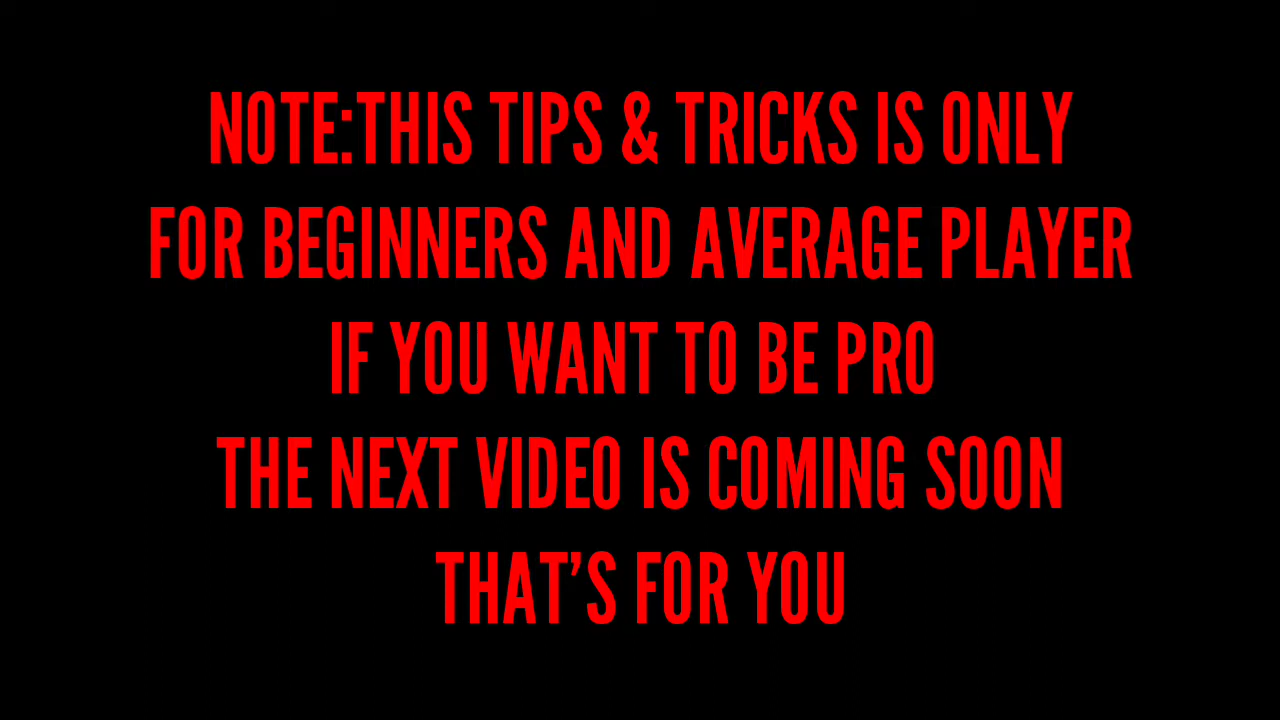 NOTE:THIS TIPS & TRICKS IS ONLY
FOR BEGINNERS AND AVERAGE PLAYER
IF YOU WANT TO BE PRO
THE NEXT VIDEO IS COMING SOON
THAT’S FOR YOU